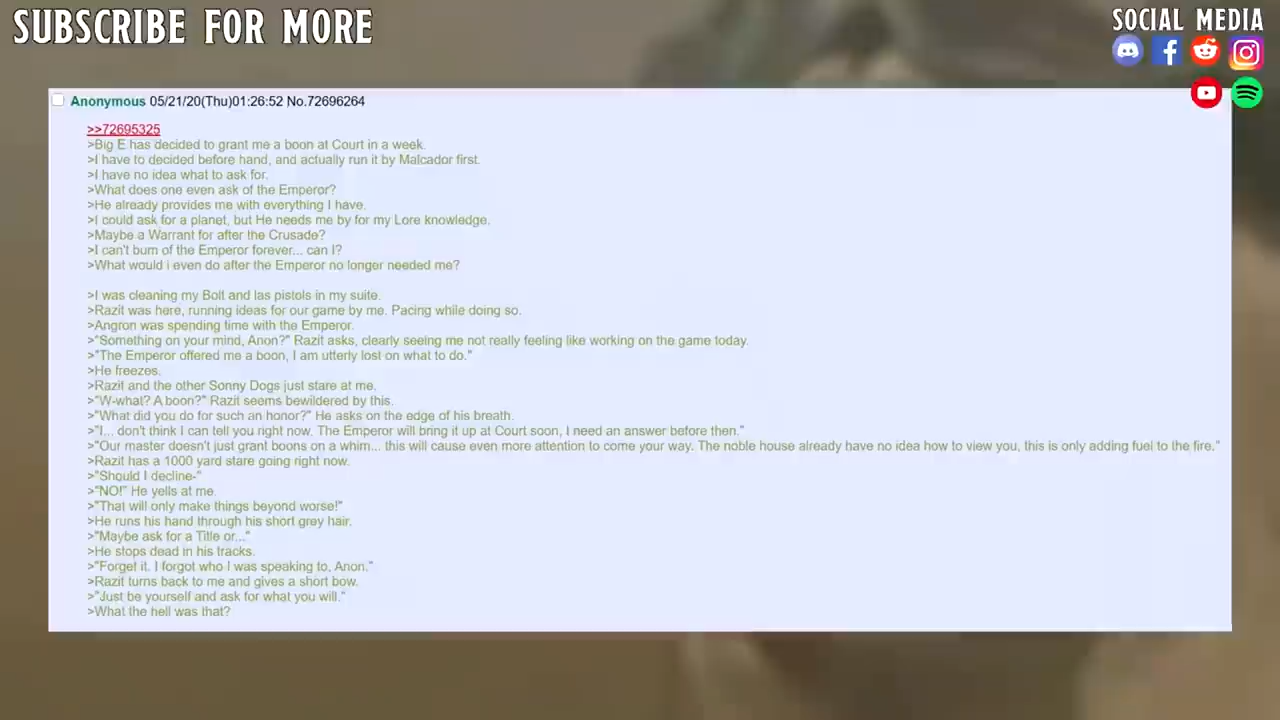 SUBSCRIBE FOR MORE
SOCIAL MEDIA
Anonymous 05/21/20(Thu)01:26:52 No.72696264
>>72695325
>Big E has decided to grant me a boon at Court in a week.
>I have to decided before hand, and actually run it by Malcador first.
>I have no idea what to ask for.
>What does one even ask of the Emperor?
>He already provides me with everything I have.
>I could ask for a planet, but He needs me by for my Lore knowledge.
>Maybe a Warrant for after the Crusade?
>I can't bum of the Emperor forever... can I?
>What would i even do after the Emperor no longer needed me?
>I was cleaning my Bolt and las pistols in my suite.
>Razit was here, running ideas for our game by me. Pacing while doing so.
>Angron was spending time with the Emperor.
>"Something on your mind, Anon?" Razit asks, clearly seeing me not really feeling like working on the game today.
>"The Emperor offered me a boon, I am utterly lost on what to do."
>He freezes.
>Razit and the other Sonny Dogs just stare at me.
>"W-what? A boon?" Razit seems bewildered by this.
>"What did you do for such an honor?" He asks on the edge of his breath.
>"I... don't think I can tell you right now, The Emperor will bring it up at Court soon, I need an answer before then."
>"Our master doesn't just grant boons on a whim... this will cause even more attention to come your way. The noble house already have no idea how to view you, this is only adding fuel to the fire."
>Razit has a 1000 yard stare going right now.
>"Should I decline-"
>"NO!" He yells at me.
>"That will only make things beyond worse!"
>He runs his hand through his short grey hair.
>"Maybe ask for a Title or..."
>He stops dead in his tracks.
>"Forget it. I forgot who I was speaking to, Anon."
>Razit turns back to me and gives a short bow.
>"Just be yourself and ask for what you will."
>What the hell was that?